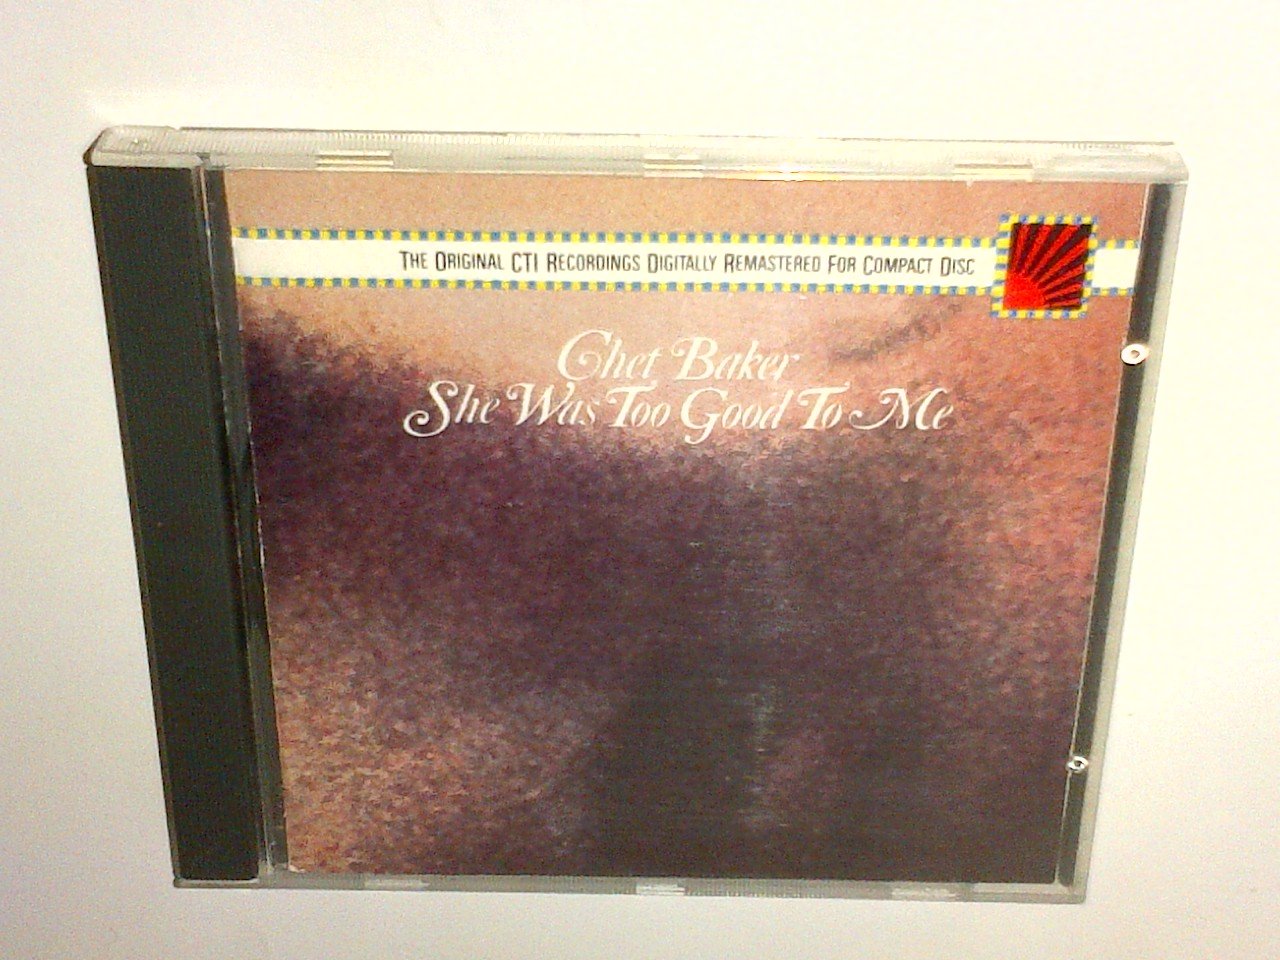 The Original CTI Recordings Digitally Remastered For Compact Disc
Chet Baker
She Was Too Good To Me